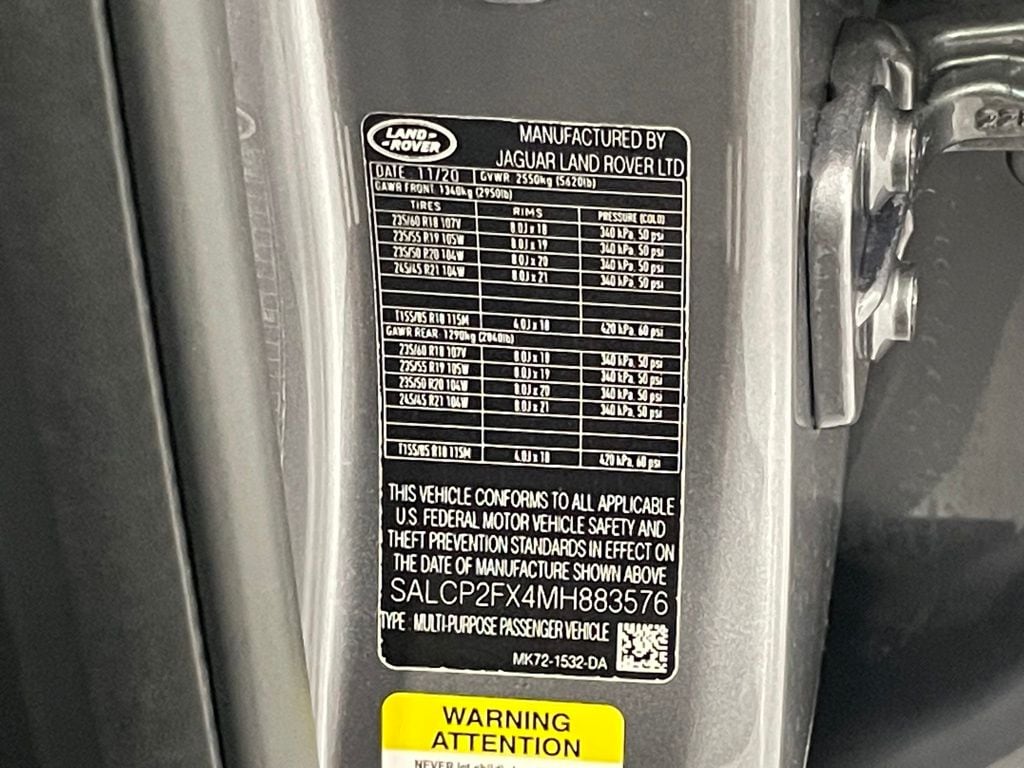 LAND-
-ROVER
MANUFACTURED BY
JAGUAR LAND ROVER LTD
DATE 11/20 GVWR 2550kg (5620lb)
GAWR FRONT 1340kg (2950lb)
TIRES RIMS PRESSURE (COLD)
235/60 R18 107V 8.0J x 18 340 kPa, 50 psi
235/55 R19 105W 8.0J x 19 340 kPa, 50 psi
235/50 R20 104W 8.0J x 20 340 kPa, 50 psi
245/45 R21 104W 8.0J x 21 340 kPa, 50 psi
T155/85 R18 115M 4.0J x 18 420 kPa, 60 psi
GAWR REAR 1290kg (2840lb)
235/60 R18 107V 8.0J x 18 340 kPa, 50 psi
235/55 R19 105W 8.0J x 19 340 kPa, 50 psi
235/50 R20 104W 8.0J x 20 340 kPa, 50 psi
245/45 R21 104W 8.0J x 21 340 kPa, 50 psi
T155/85 R18 115M 4.0J x 18 420 kPa, 60 psi
THIS VEHICLE CONFORMS TO ALL APPLICABLE
U.S. FEDERAL MOTOR VEHICLE SAFETY AND
THEFT PREVENTION STANDARDS IN EFFECT ON
THE DATE OF MANUFACTURE SHOWN ABOVE
SALCP2FX4MH883576
TYPE : MULTI-PURPOSE PASSENGER VEHICLE
MK72-1532-DA
WARNING
ATTENTION
NEVER let